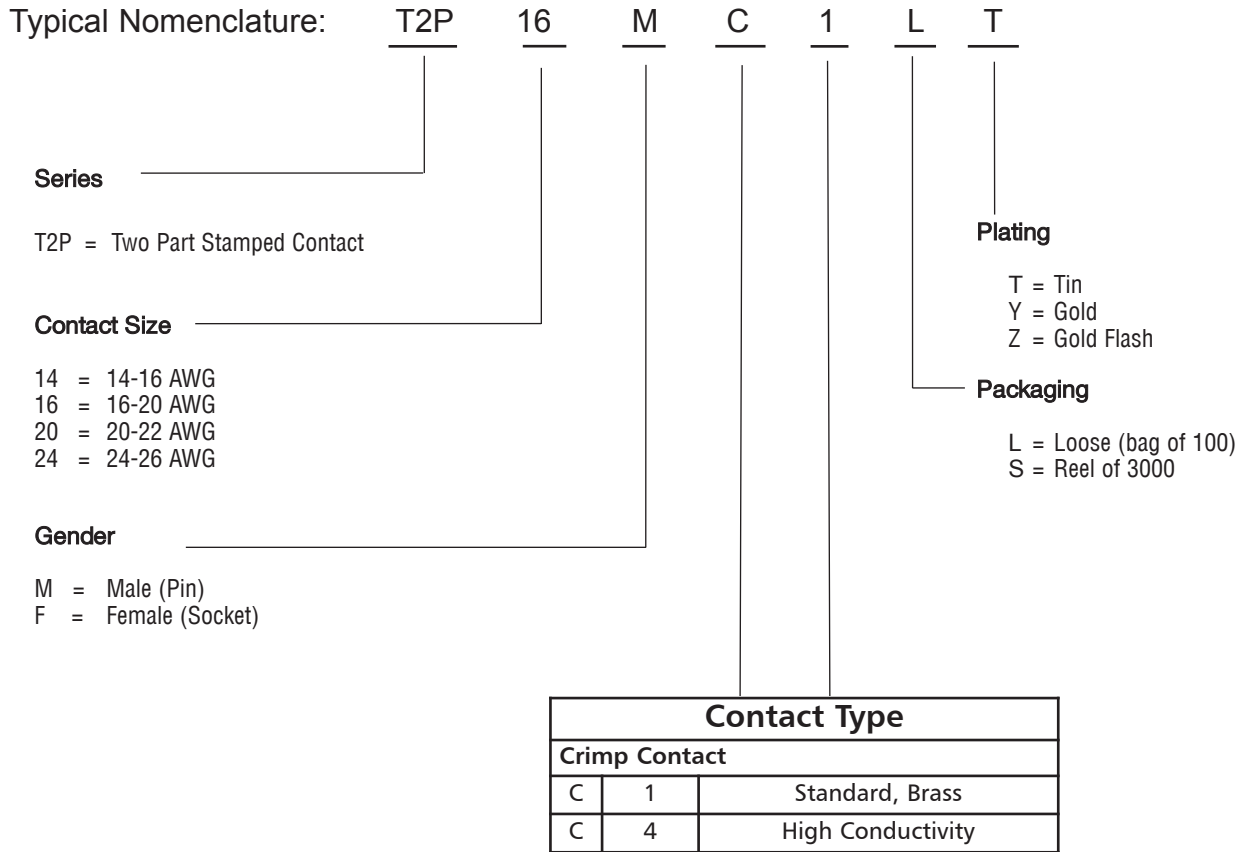 Typical Nomenclature: T2P 16 M C 1 L T
Series
T2P = Two Part Stamped Contact
Contact Size
14 = 14-16 AWG
16 = 16-20 AWG
20 = 20-22 AWG
24 = 24-26 AWG
Gender
M = Male (Pin)
F = Female (Socket)
Plating
T = Tin
Y = Gold
Z = Gold Flash
Packaging
L = Loose (bag of 100)
S = Reel of 3000
Contact Type
Crimp Contact
C 1 Standard, Brass
C 4 High Conductivity